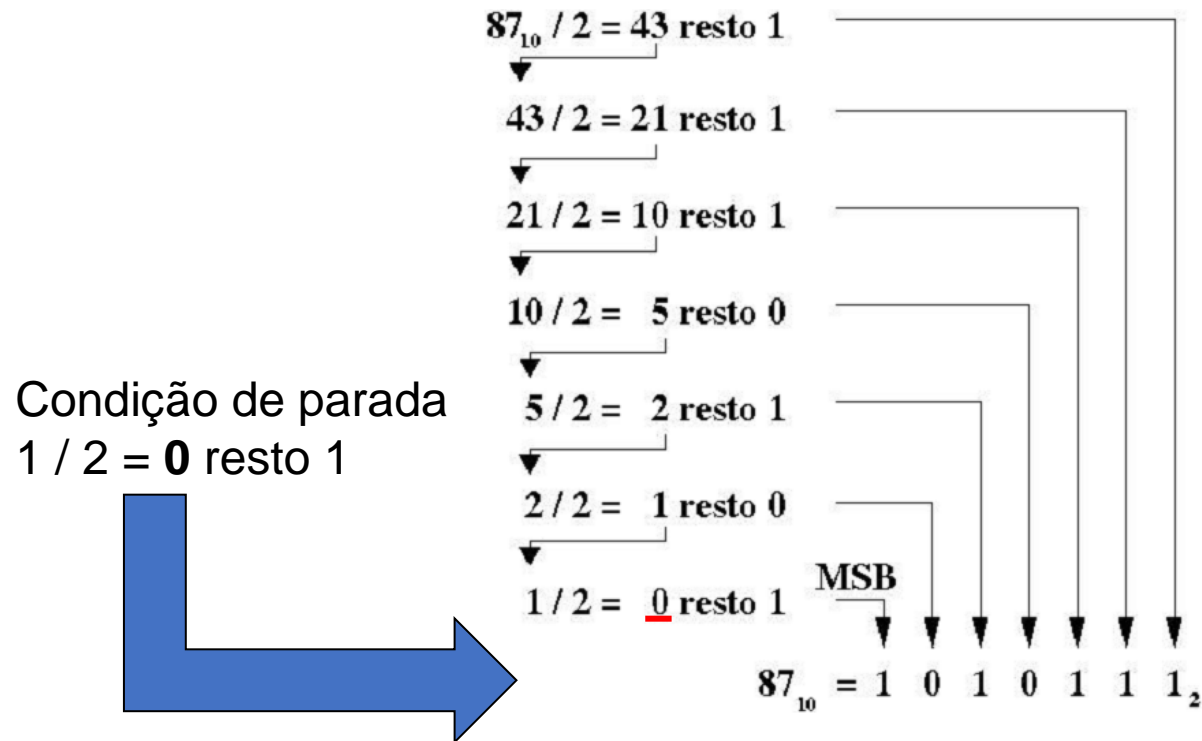 87₁₀ / 2 = 43 resto 1
43 / 2 = 21 resto 1
21 / 2 = 10 resto 1
10 / 2 = 5 resto 0
Condição de parada
1 / 2 = 0 resto 1
5 / 2 = 2 resto 1
2 / 2 = 1 resto 0
1 / 2 = 0 resto 1
MSB
87₁₀ = 1 0 1 0 1 1 1₂